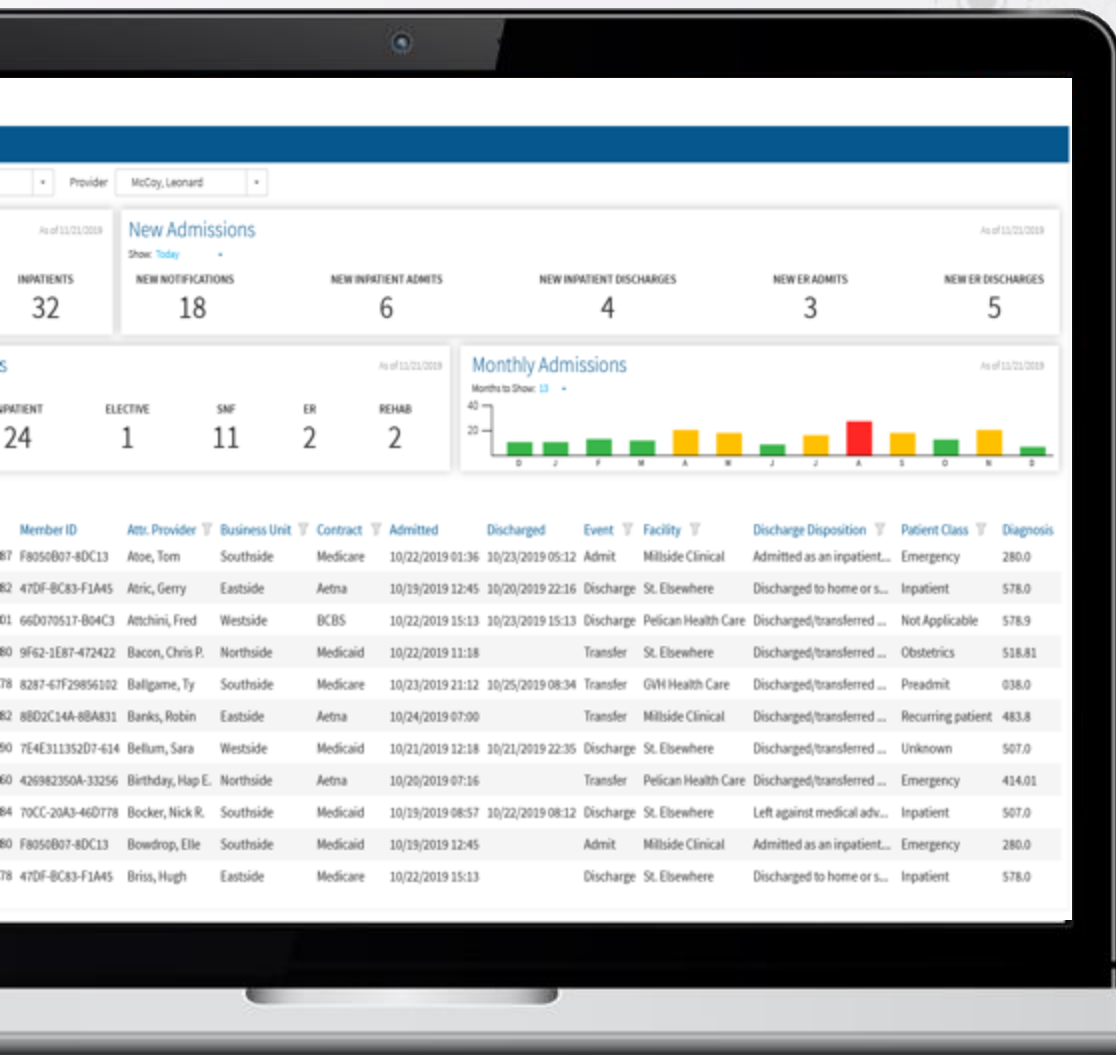 Provider McCoy, Leonard
As of 11/21/2019
INPATIENTS
32
New Admissions As of 11/21/2019
Show: Today
NEW NOTIFICATIONS NEW INPATIENT ADMITS NEW INPATIENT DISCHARGES NEW ER ADMITS NEW ER DISCHARGES
18 6 4 3 5
s As of 11/21/2019
NPATIENT ELECTIVE SNF ER REHAB
24 1 11 2 2
Monthly Admissions As of 11/21/2019
Months to Show: 13
40
20
D J F M A M J J A S O N D
Member ID Attr. Provider Business Unit Contract Admitted Discharged Event Facility Discharge Disposition Patient Class Diagnosis
87 F8050B07-8DC13 Atoe, Tom Southside Medicare 10/22/2019 01:36 10/23/2019 05:12 Admit Millside Clinical Admitted as an inpatient... Emergency 280.0
82 47DF-BC83-F1A45 Atric, Gerry Eastside Aetna 10/19/2019 12:45 10/20/2019 22:16 Discharge St. Elsewhere Discharged to home or s... Inpatient 578.0
01 66D070517-B04C3 Attchini, Fred Westside BCBS 10/22/2019 15:13 10/23/2019 15:13 Discharge Pelican Health Care Discharged/transferred ... Not Applicable 578.9
80 9F62-1E87-472422 Bacon, Chris P. Northside Medicaid 10/22/2019 11:18 Transfer St. Elsewhere Discharged/transferred ... Obstetrics 518.81
78 8287-67F29856102 Ballgame, Ty Southside Medicare 10/23/2019 21:12 10/25/2019 08:34 Transfer GVH Health Care Discharged/transferred ... Preadmit 038.0
82 8BD2C14A-8BA831 Banks, Robin Eastside Aetna 10/24/2019 07:00 Transfer Millside Clinical Discharged/transferred ... Recurring patient 483.8
90 7E4E311352D7-614 Bellum, Sara Westside Medicaid 10/21/2019 12:18 10/21/2019 22:35 Discharge St. Elsewhere Discharged/transferred ... Unknown 507.0
60 426982350A-33256 Birthday, Hap E. Northside Aetna 10/20/2019 07:16 Transfer Pelican Health Care Discharged/transferred ... Emergency 414.01
84 70CC-20A3-46D778 Bocker, Nick R. Southside Medicaid 10/19/2019 08:57 10/22/2019 08:12 Discharge St. Elsewhere Left against medical adv... Inpatient 507.0
80 F8050B07-8DC13 Bowdrop, Elle Southside Medicaid 10/19/2019 12:45 Admit Millside Clinical Admitted as an inpatient... Emergency 280.0
78 47DF-BC83-F1A45 Briss, Hugh Eastside Medicare 10/22/2019 15:13 Discharge St. Elsewhere Discharged to home or s... Inpatient 578.0